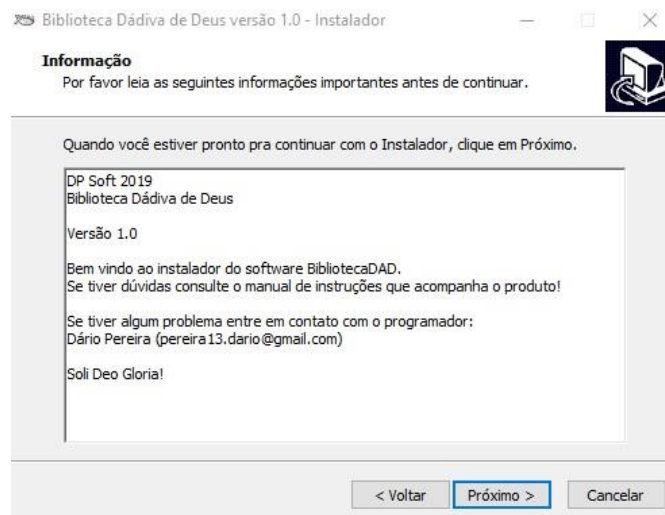 Biblioteca Dádiva de Deus versão 1.0 - Instalador
Informação
Por favor leia as seguintes informações importantes antes de continuar.
Quando você estiver pronto pra continuar com o Instalador, clique em Próximo.
DP Soft 2019
Biblioteca Dádiva de Deus
Versão 1.0
Bem vindo ao instalador do software BibliotecaDAD.
Se tiver dúvidas consulte o manual de instruções que acompanha o produto!
Se tiver algum problema entre em contato com o programador:
Dário Pereira (pereira13.dario@gmail.com)
Soli Deo Gloria!
< Voltar
Próximo >
Cancelar